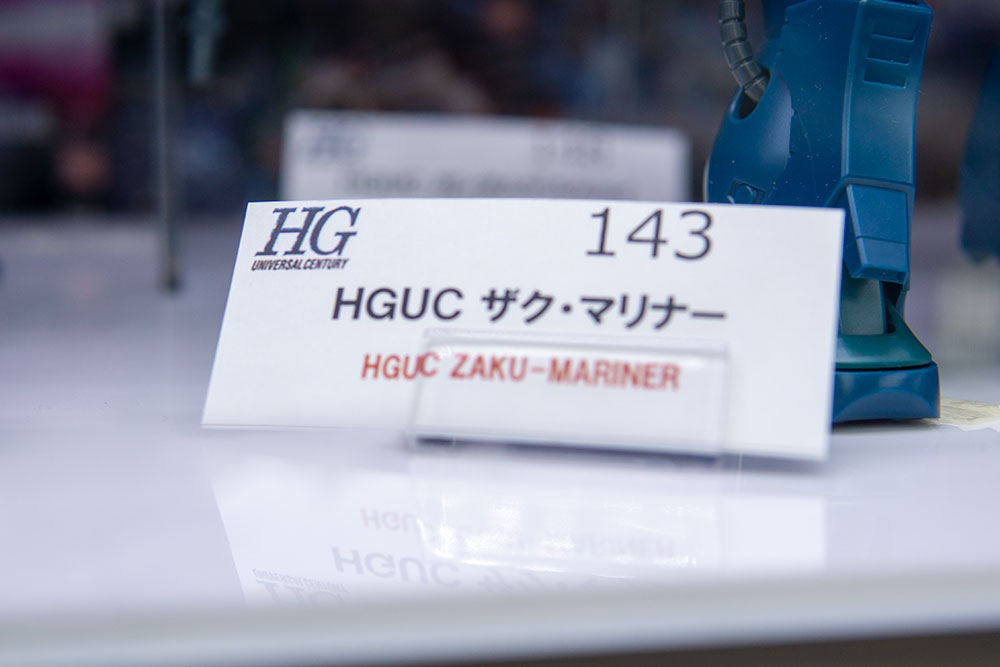 HG
UNIVERSAL CENTURY
143
HGUC ザク・マリナー
HGUC ZAKU-MARINER